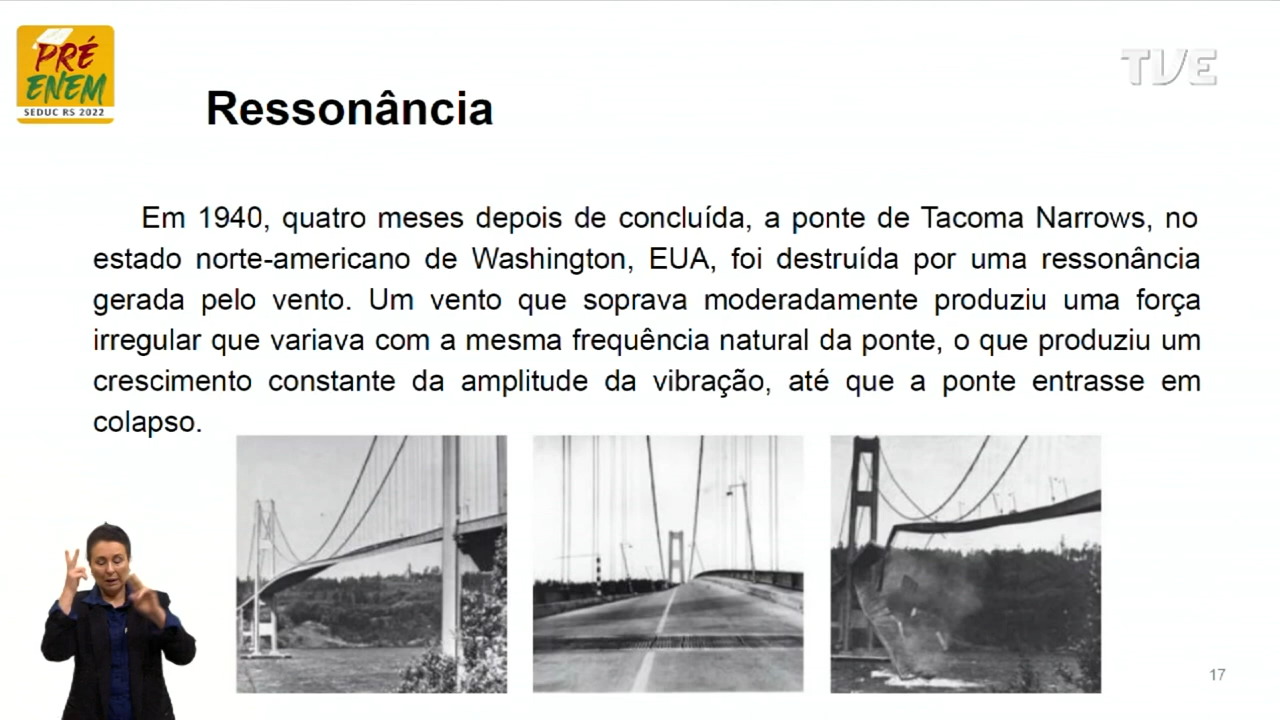 PRÉ
ENEM
SEDUC RS 2022
TVE
Ressonância
Em 1940, quatro meses depois de concluída, a ponte de Tacoma Narrows, no
estado norte-americano de Washington, EUA, foi destruída por uma ressonância
gerada pelo vento. Um vento que soprava moderadamente produziu uma força
irregular que variava com a mesma frequência natural da ponte, o que produziu um
crescimento constante da amplitude da vibração, até que a ponte entrasse em
colapso.
17